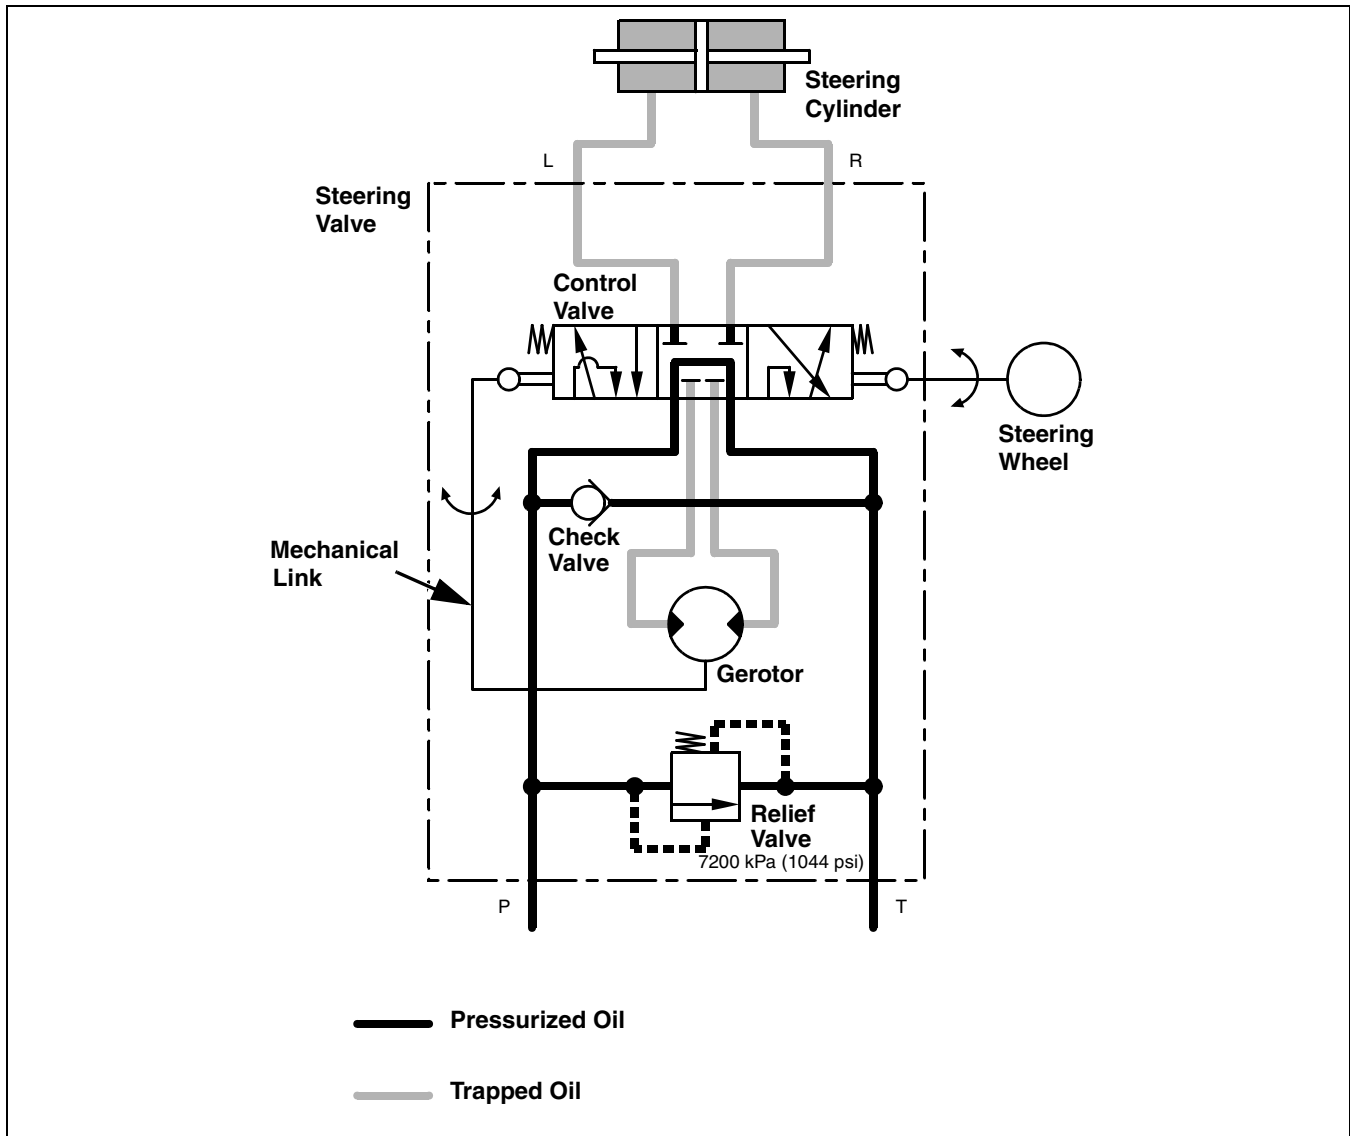 Steering
Cylinder
L
R
Steering
Valve
Control
Valve
Steering
Wheel
Check
Valve
Mechanical
Link
Gerotor
Relief
Valve
7200 kPa (1044 psi)
P
T
Pressurized Oil
Trapped Oil